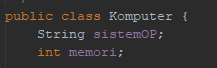 public class Komputer {
String sistemOP;
int memori;